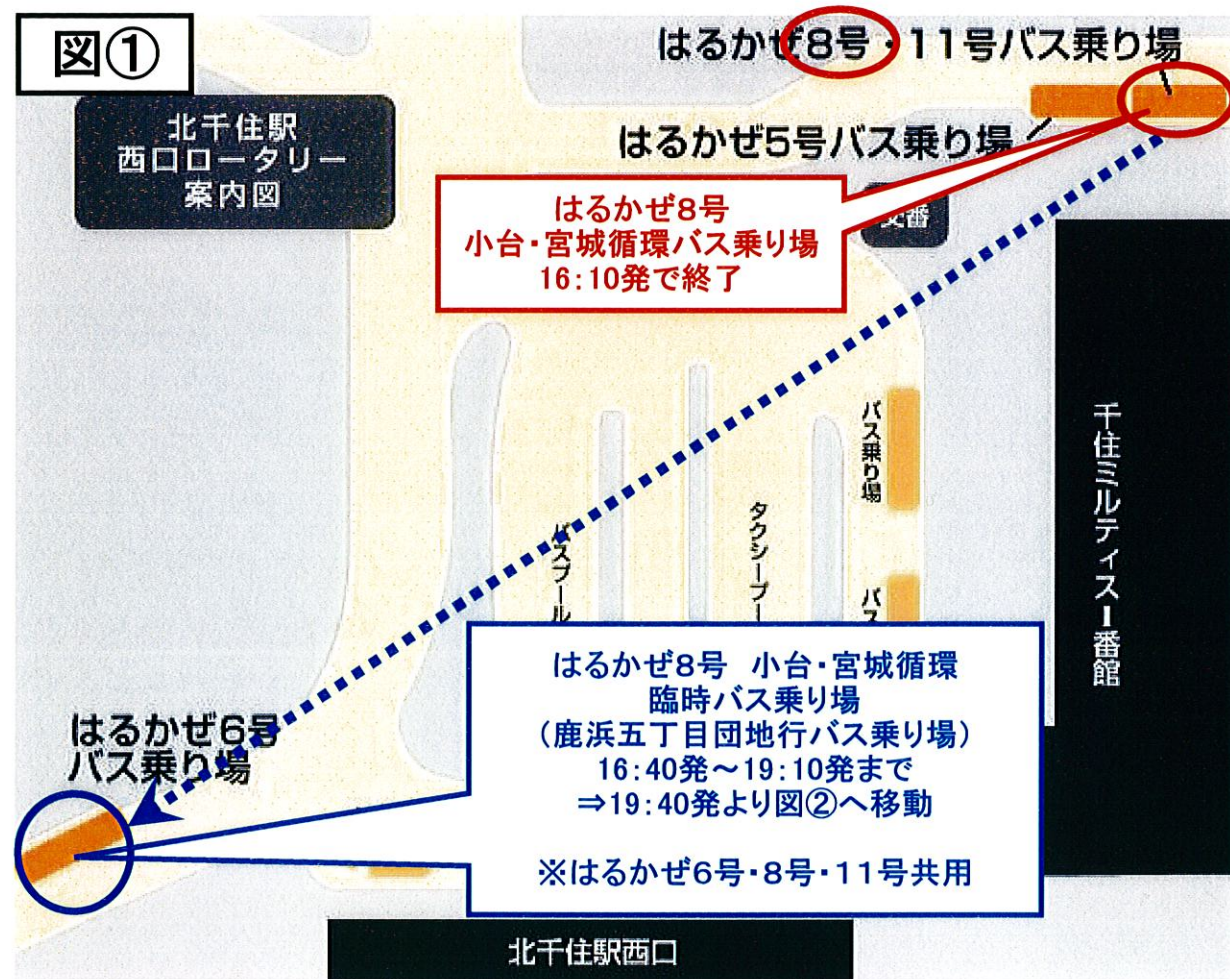 図①
はるかぜ8号・11号バス乗り場
北千住駅
西口ロータリー
案内図
はるかぜ5号バス乗り場
はるかぜ8号
小台・宮城循環バス乗り場
16:10発で終了
交番
バス乗り場
千住ミルディスⅠ番館
タクシープー
バスプール
バス
はるかぜ8号 小台・宮城循環
臨時バス乗り場
(鹿浜五丁目団地行バス乗り場)
16:40発～19:10発まで
⇒19:40発より図②へ移動
※はるかぜ6号・8号・11号共用
はるかぜ6号
バス乗り場
北千住駅西口